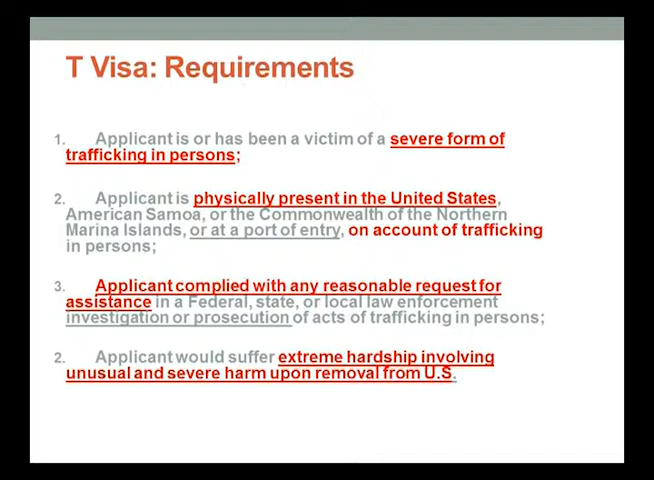 T Visa: Requirements
1. Applicant is or has been a victim of a severe form of
trafficking in persons;
2. Applicant is physically present in the United States,
American Samoa, or the Commonwealth of the Northern
Marina Islands, or at a port of entry, on account of trafficking
in persons;
3. Applicant complied with any reasonable request for
assistance in a Federal, state, or local law enforcement
investigation or prosecution of acts of trafficking in persons;
2. Applicant would suffer extreme hardship involving
unusual and severe harm upon removal from U.S.